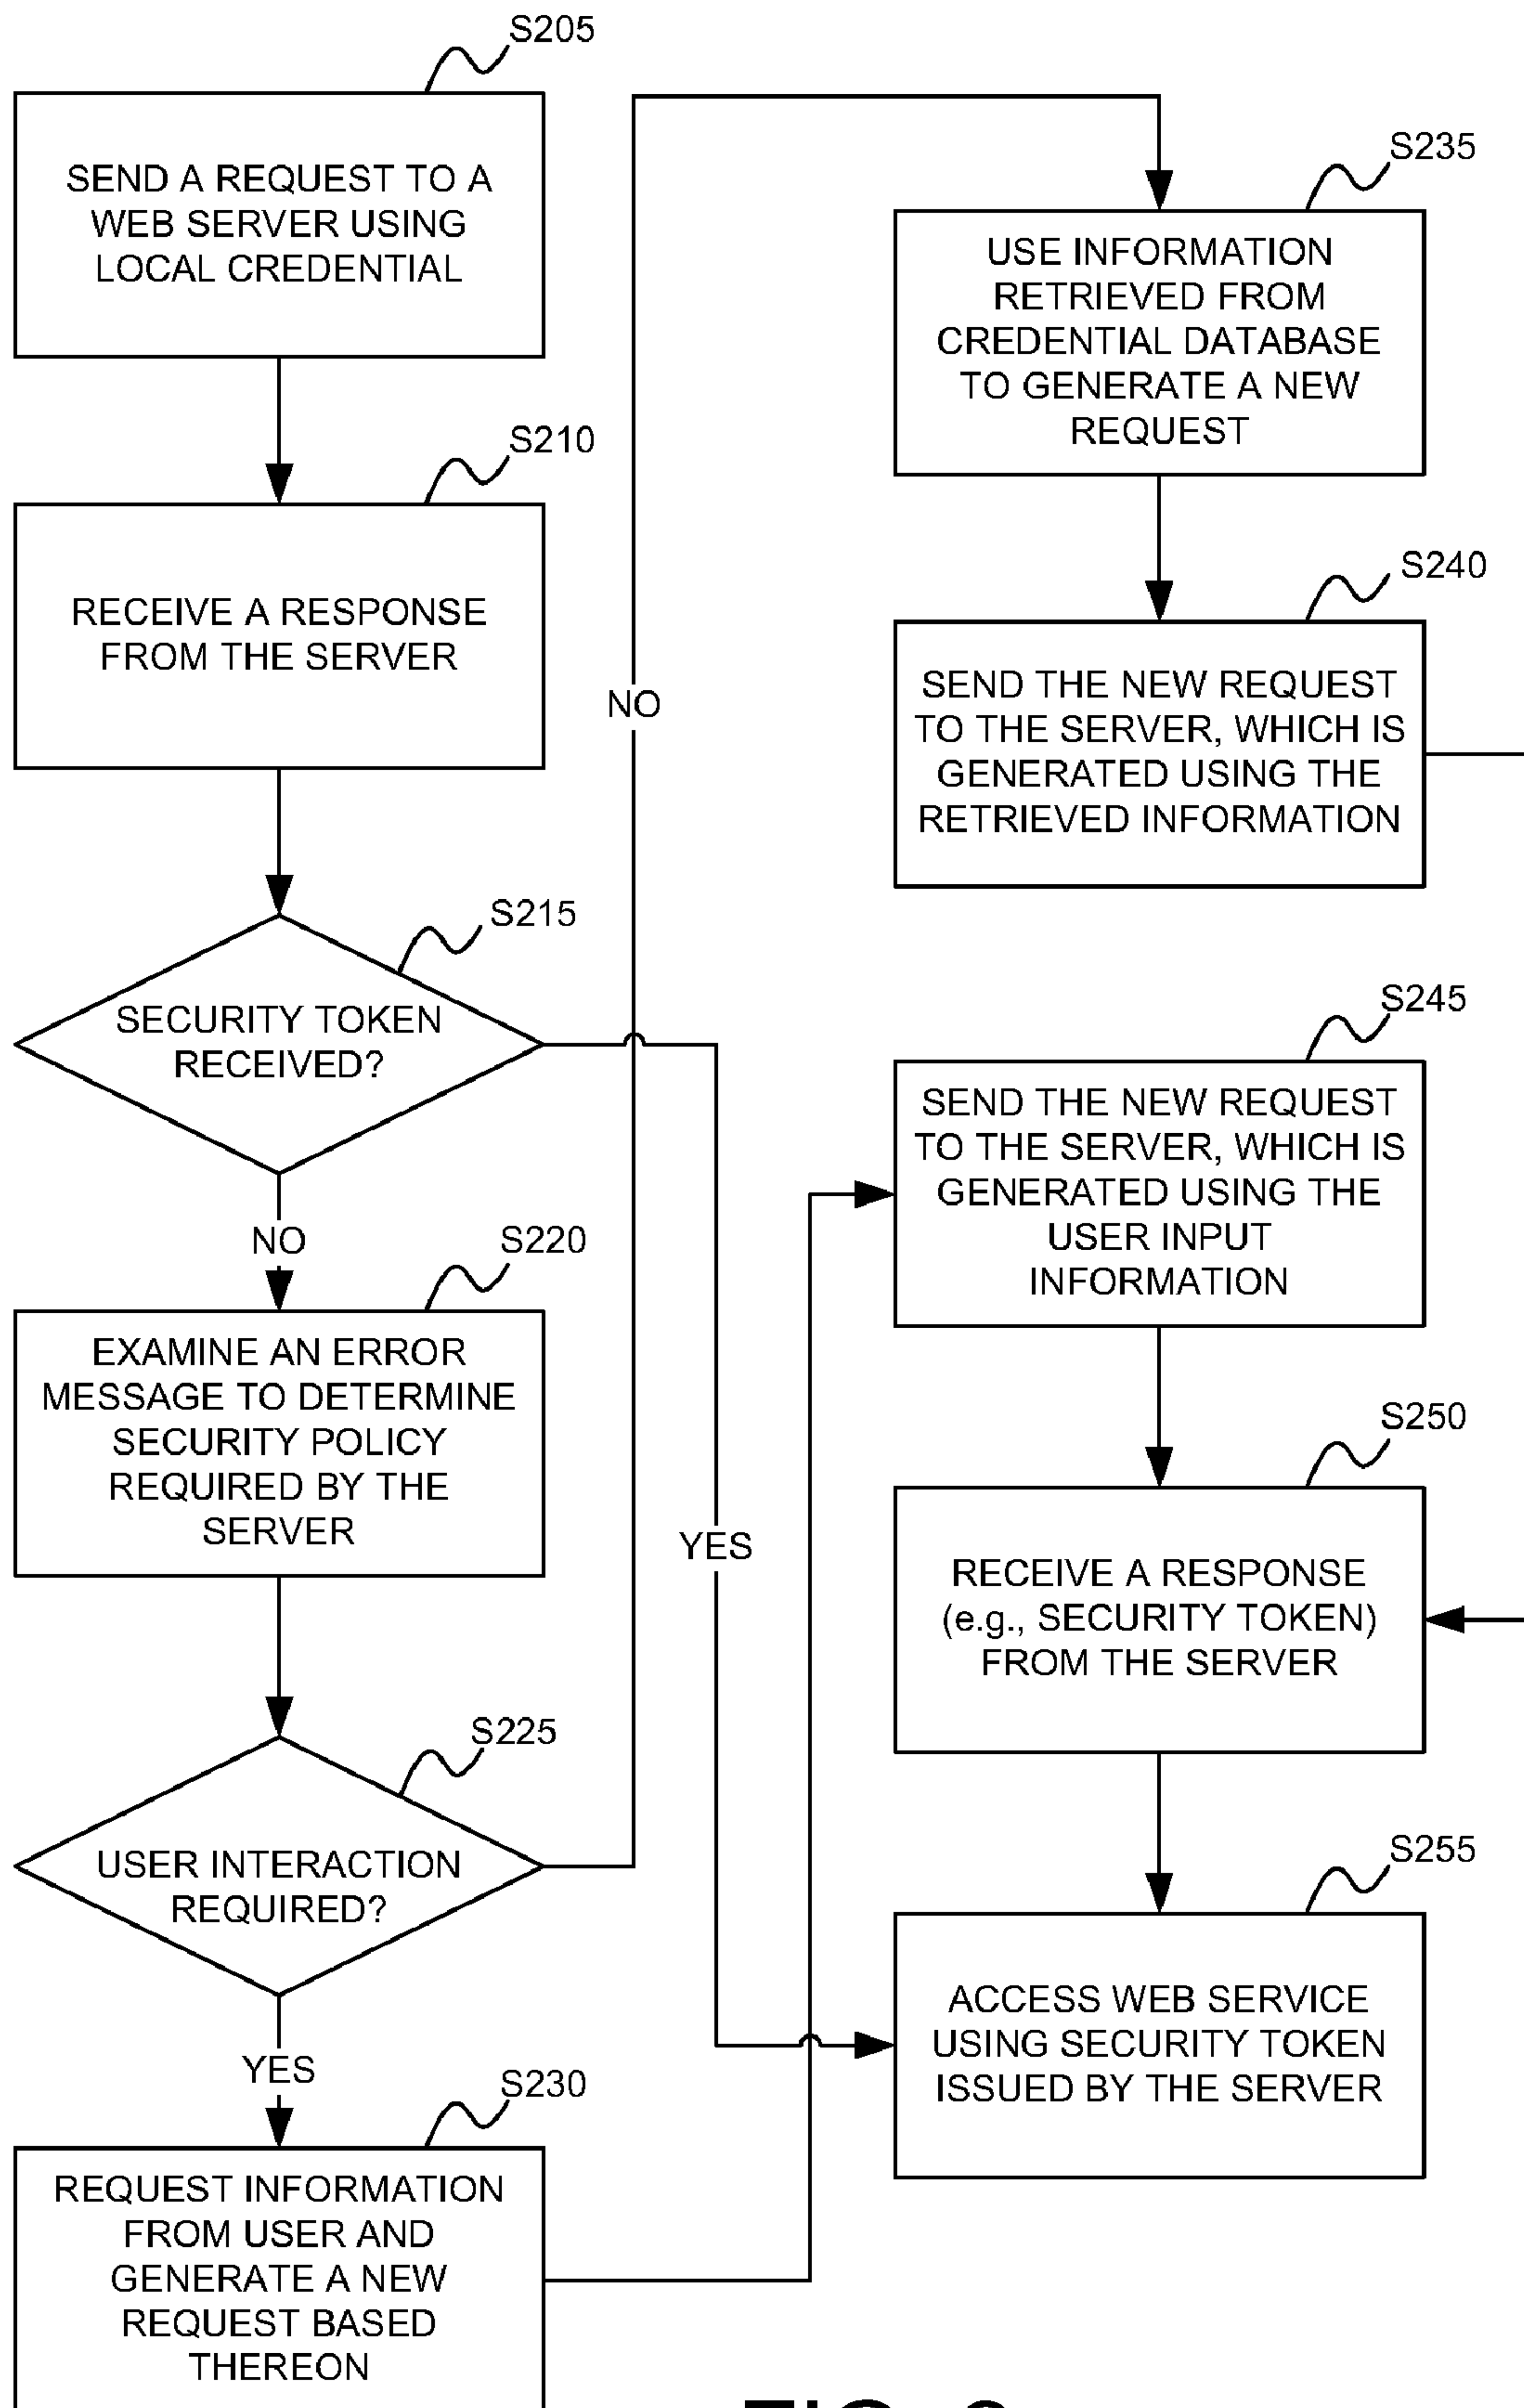 S205
SEND A REQUEST TO A
WEB SERVER USING
LOCAL CREDENTIAL
S210
RECEIVE A RESPONSE
FROM THE SERVER
S215
SECURITY TOKEN
RECEIVED?
NO
S220
EXAMINE AN ERROR
MESSAGE TO DETERMINE
SECURITY POLICY
REQUIRED BY THE
SERVER
S225
USER INTERACTION
REQUIRED?
YES
S230
REQUEST INFORMATION
FROM USER AND
GENERATE A NEW
REQUEST BASED
THEREON
NO
YES
S235
USE INFORMATION
RETRIEVED FROM
CREDENTIAL DATABASE
TO GENERATE A NEW
REQUEST
S240
SEND THE NEW REQUEST
TO THE SERVER, WHICH IS
GENERATED USING THE
RETRIEVED INFORMATION
S245
SEND THE NEW REQUEST
TO THE SERVER, WHICH IS
GENERATED USING THE
USER INPUT
INFORMATION
S250
RECEIVE A RESPONSE
(e.g., SECURITY TOKEN)
FROM THE SERVER
S255
ACCESS WEB SERVICE
USING SECURITY TOKEN
ISSUED BY THE SERVER